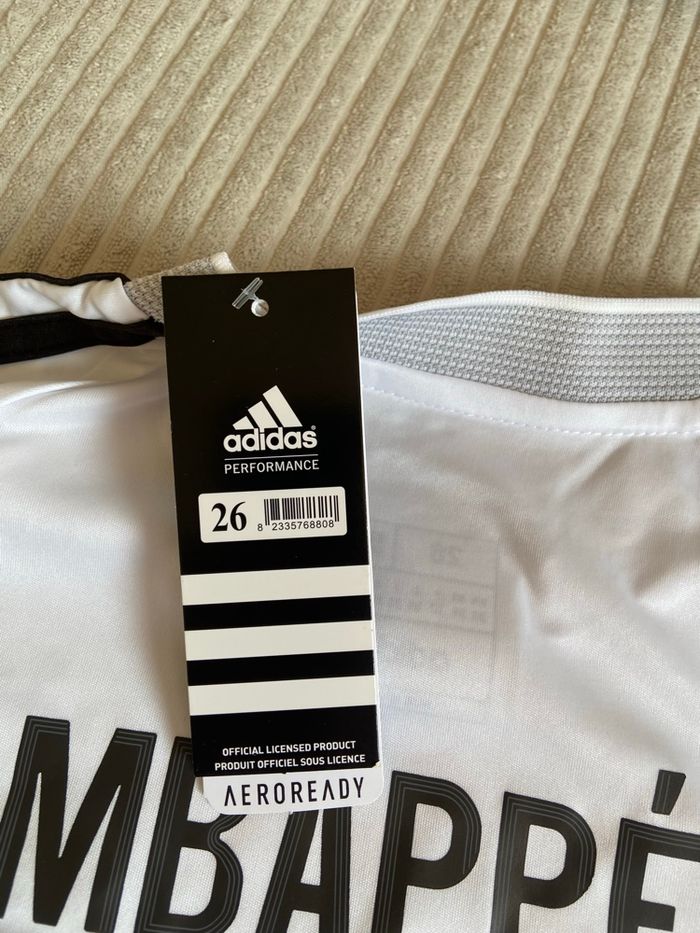 adidas®
PERFORMANCE
26
8 2335768808
OFFICIAL LICENSED PRODUCT
PRODUIT OFFICIEL SOUS LICENCE
AEROREADY
MBAPPÉ